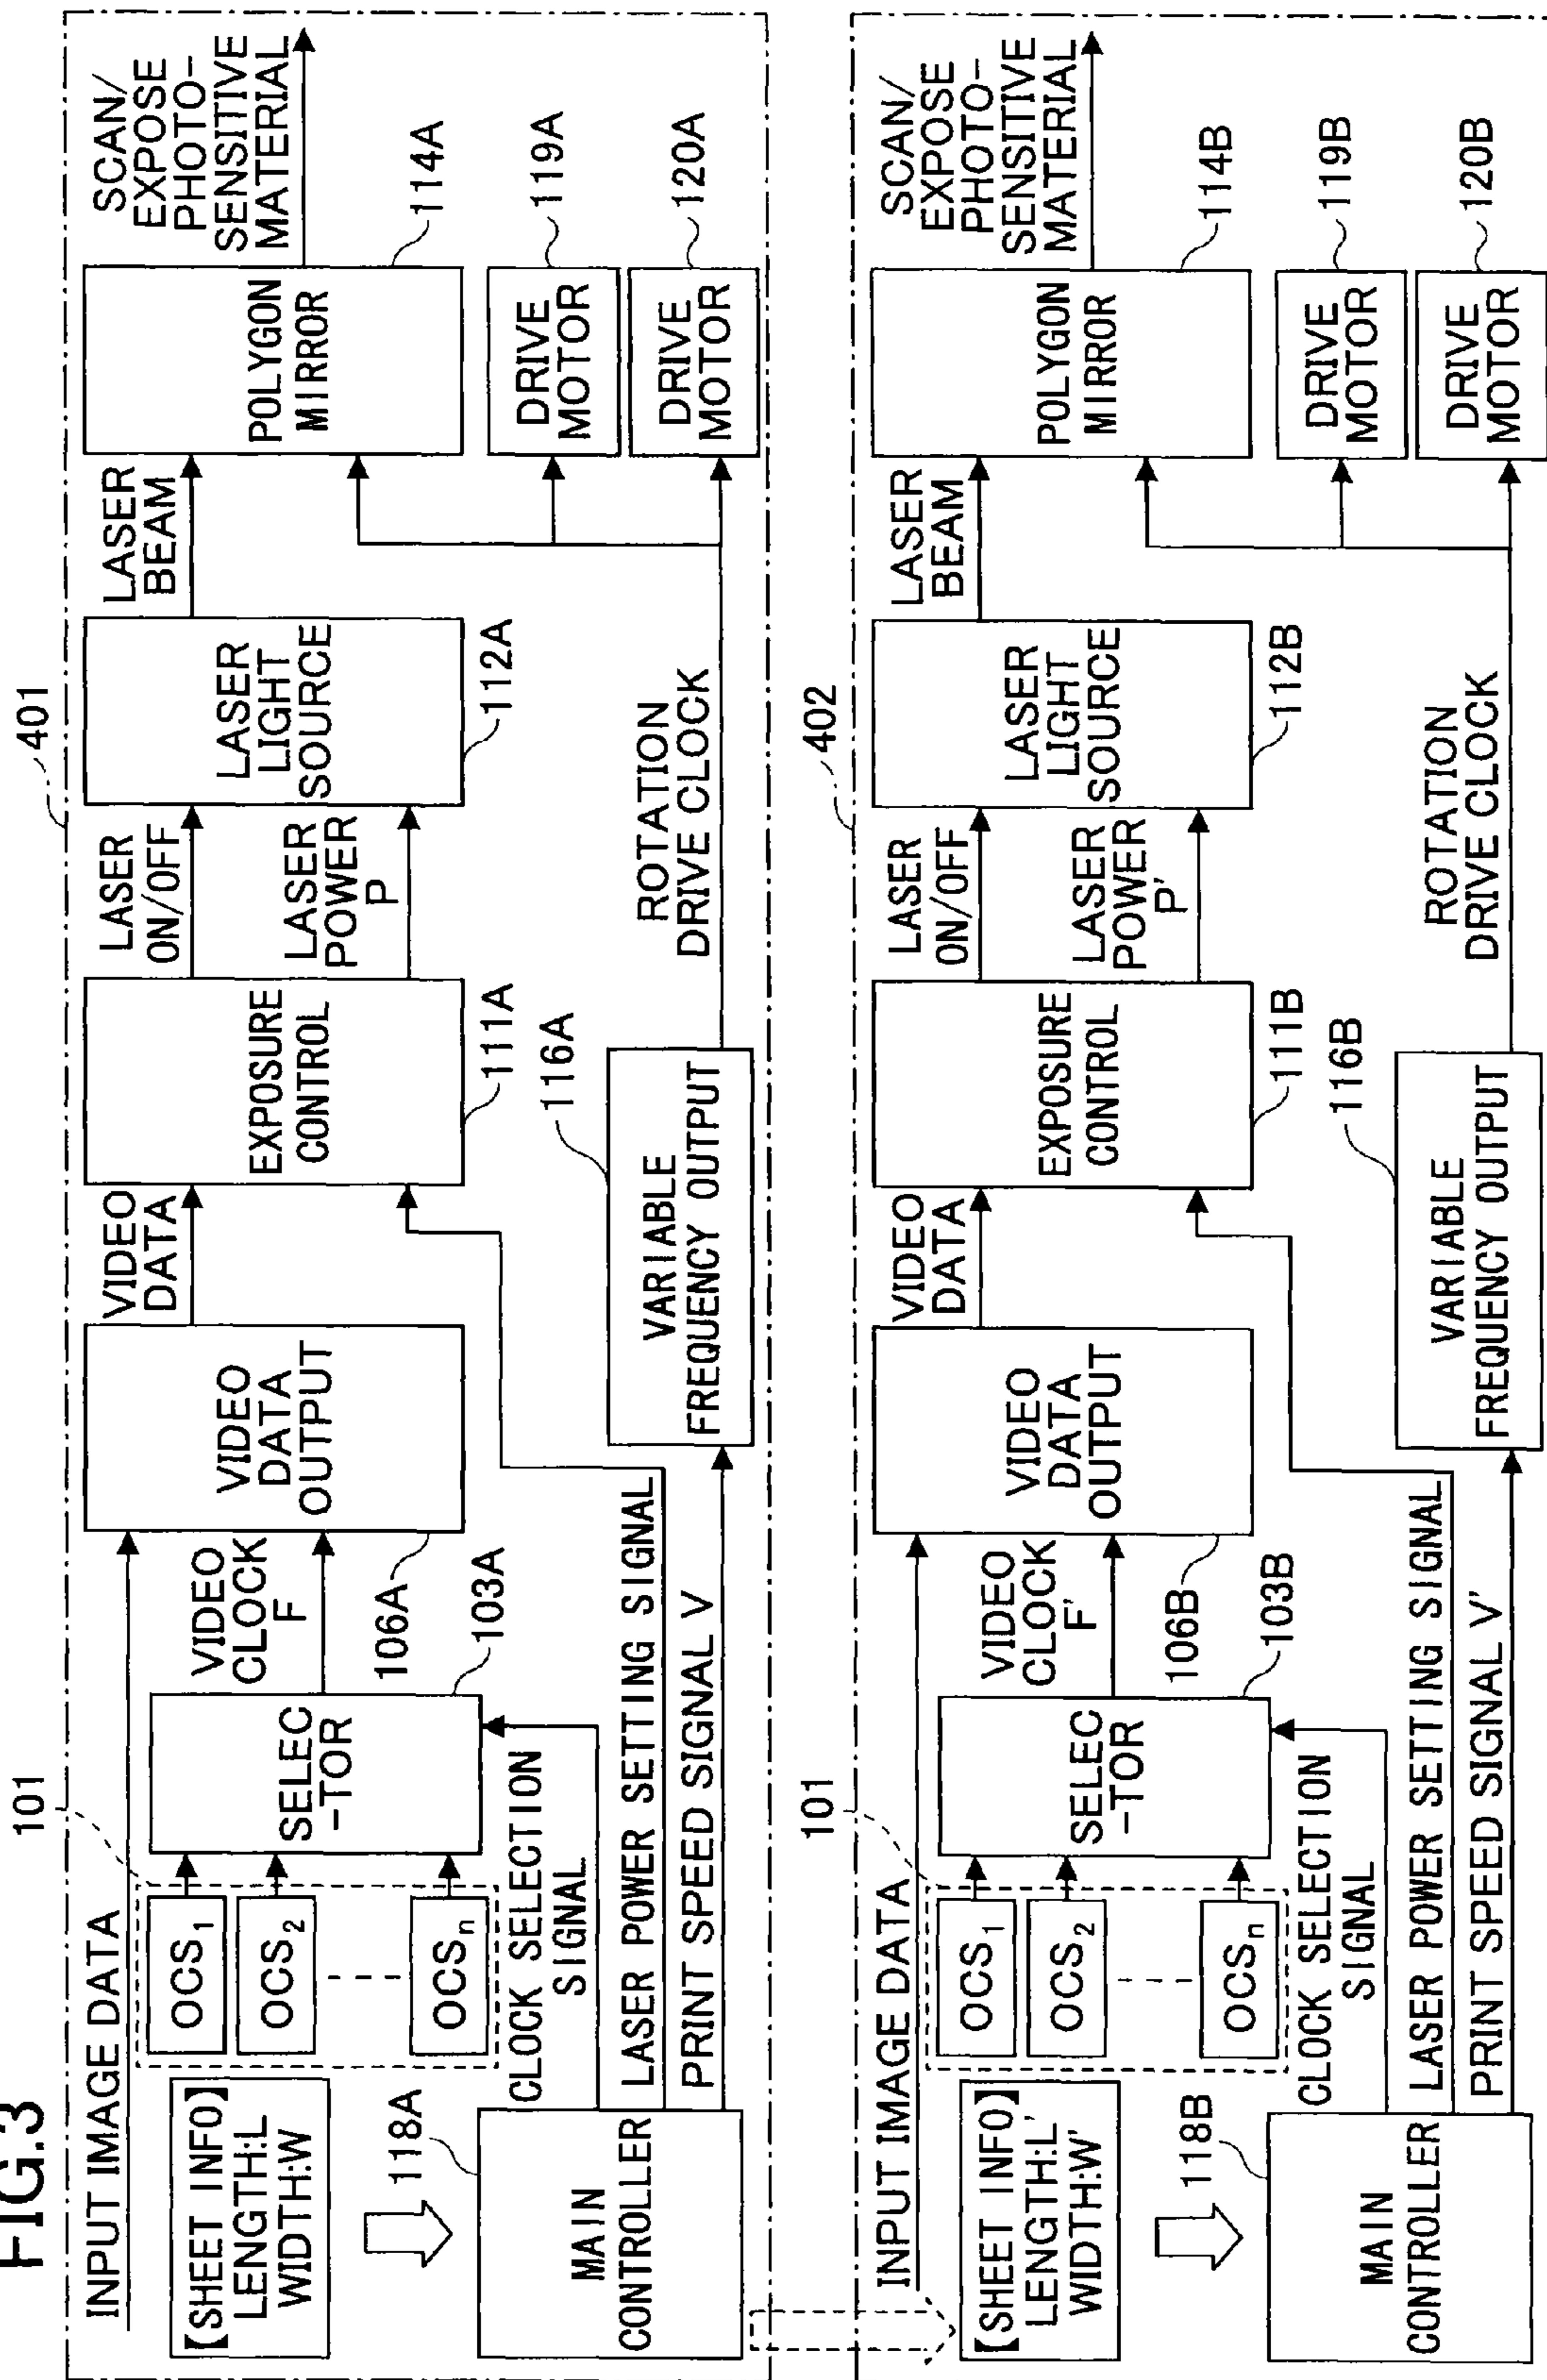 FIG.3
401
INPUT IMAGE DATA
101
【SHEET INFO】
LENGTH:L
WIDTH:W
OCS1
OCS2
OCSn
SELEC
-TOR
103A
VIDEO
CLOCK
F
VIDEO
DATA
OUTPUT
106A
VIDEO
DATA
EXPOSURE
CONTROL
111A
LASER
ON/OFF
LASER
POWER
P
LASER
LIGHT
SOURCE
112A
LASER
BEAM
POLYGON
MIRROR
114A
SCAN/
EXPOSE
PHOTO-
SENSITIVE
MATERIAL
118A
MAIN
CONTROLLER
CLOCK SELECTION
SIGNAL
LASER POWER SETTING SIGNAL
PRINT SPEED SIGNAL V
116A
VARIABLE
FREQUENCY OUTPUT
ROTATION
DRIVE CLOCK
DRIVE
MOTOR
119A
DRIVE
MOTOR
120A
402
INPUT IMAGE DATA
101
【SHEET INFO】
LENGTH:L'
WIDTH:W'
OCS1
OCS2
OCSn
SELEC
-TOR
103B
VIDEO
CLOCK
F'
VIDEO
DATA
OUTPUT
106B
VIDEO
DATA
EXPOSURE
CONTROL
111B
LASER
ON/OFF
LASER
POWER
P'
LASER
LIGHT
SOURCE
112B
LASER
BEAM
POLYGON
MIRROR
114B
SCAN/
EXPOSE
PHOTO-
SENSITIVE
MATERIAL
118B
MAIN
CONTROLLER
CLOCK SELECTION
SIGNAL
LASER POWER SETTING SIGNAL
PRINT SPEED SIGNAL V'
116B
VARIABLE
FREQUENCY OUTPUT
ROTATION
DRIVE CLOCK
DRIVE
MOTOR
119B
DRIVE
MOTOR
120B